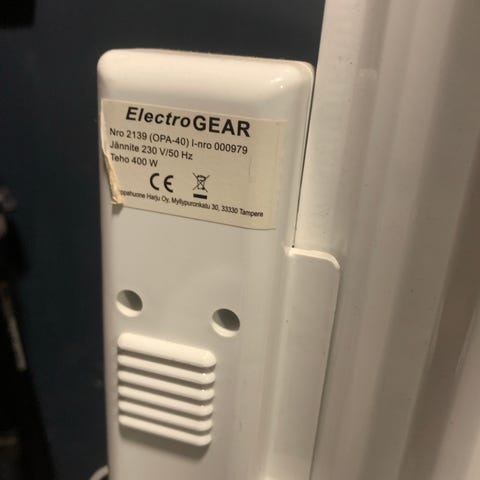 ElectroGEAR
Nro 2139 (OPA-40) I-nro 000979
Jännite 230 V/50 Hz
Teho 400 W
CE
Harju Oy, Myllypuronkatu 30, 33330 Tampere